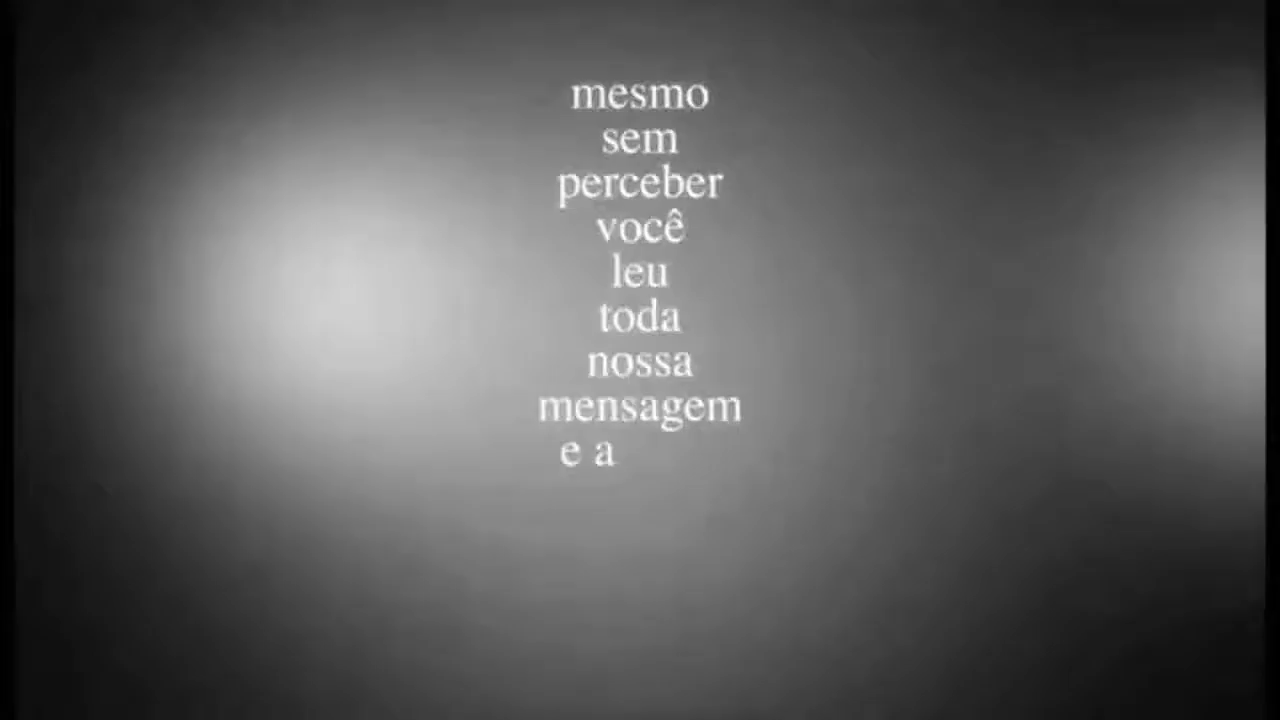 mesmo
sem
perceber
você
leu
toda
nossa
mensagem
e a